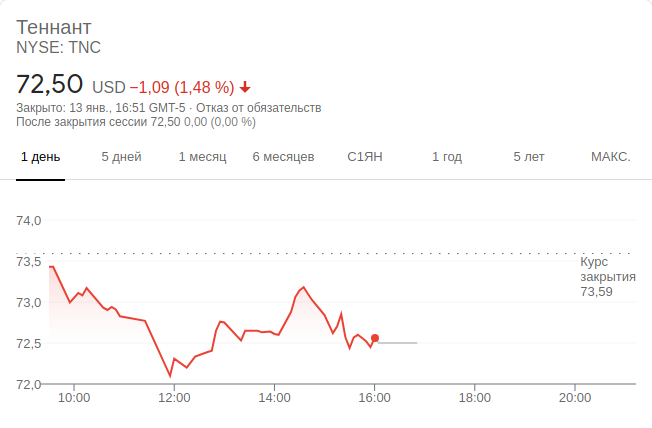 Теннант
NYSE: TNC
72,50 USD −1,09 (1,48 %)
Закрыто: 13 янв., 16:51 GMT-5 · Отказ от обязательств
После закрытия сессии 72,50 0,00 (0,00 %)
1 день 5 дней 1 месяц 6 месяцев С1ЯН 1 год 5 лет МАКС.
74,0
73,5
73,0
72,5
72,0
Курс
закрытия
73,59
10:00 12:00 14:00 16:00 18:00 20:00